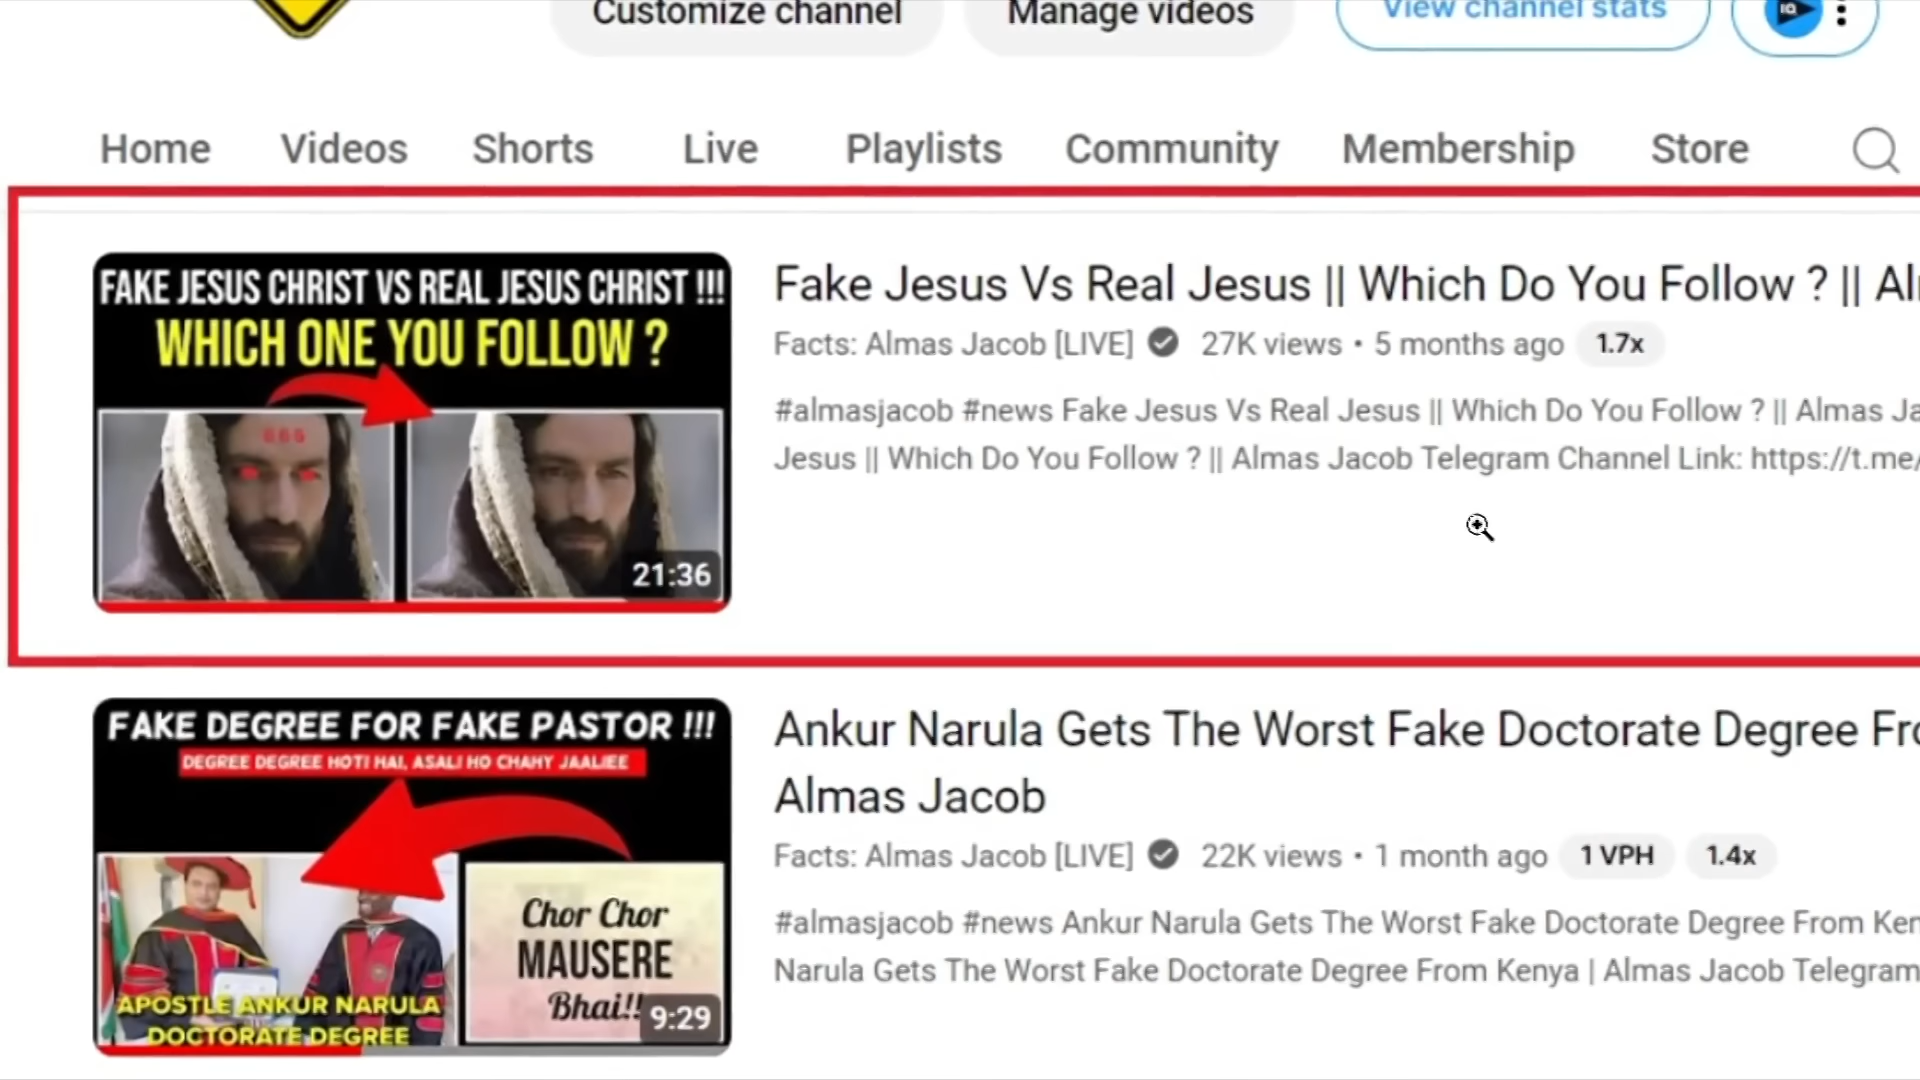 Customize channel
Manage videos
View channel stats
IQ
Home
Videos
Shorts
Live
Playlists
Community
Membership
Store
FAKE JESUS CHRIST VS REAL JESUS CHRIST !!!
WHICH ONE YOU FOLLOW ?
666
21:36
Fake Jesus Vs Real Jesus || Which Do You Follow ? || Al
Facts: Almas Jacob [LIVE] 27K views • 5 months ago 1.7x
#almasjacob #news Fake Jesus Vs Real Jesus || Which Do You Follow ? || Almas Ja
Jesus || Which Do You Follow ? || Almas Jacob Telegram Channel Link: https://t.me/
FAKE DEGREE FOR FAKE PASTOR !!!
DEGREE DEGREE HOTI HAI, ASALI HO CHAHY JAALIEE
Chor Chor
MAUSERE
Bhai!!
APOSTLE ANKUR NARULA
DOCTORATE DEGREE
9:29
Ankur Narula Gets The Worst Fake Doctorate Degree Fro
Almas Jacob
Facts: Almas Jacob [LIVE] 22K views • 1 month ago 1 VPH 1.4x
#almasjacob #news Ankur Narula Gets The Worst Fake Doctorate Degree From Ken
Narula Gets The Worst Fake Doctorate Degree From Kenya | Almas Jacob Telegram